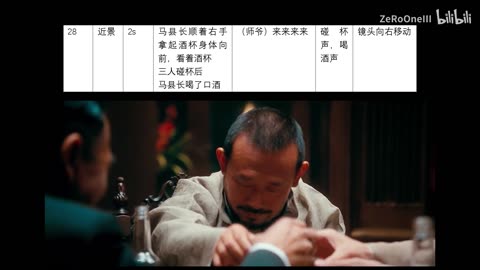 ZeRoOneIII bilibili
28 近景 2s 马县长顺着右手 （师爷）来来来来 碰杯 镜头向右移动
拿起酒杯身体向 声，喝
前，看着酒杯 酒声
三人碰杯后
马县长喝了口酒